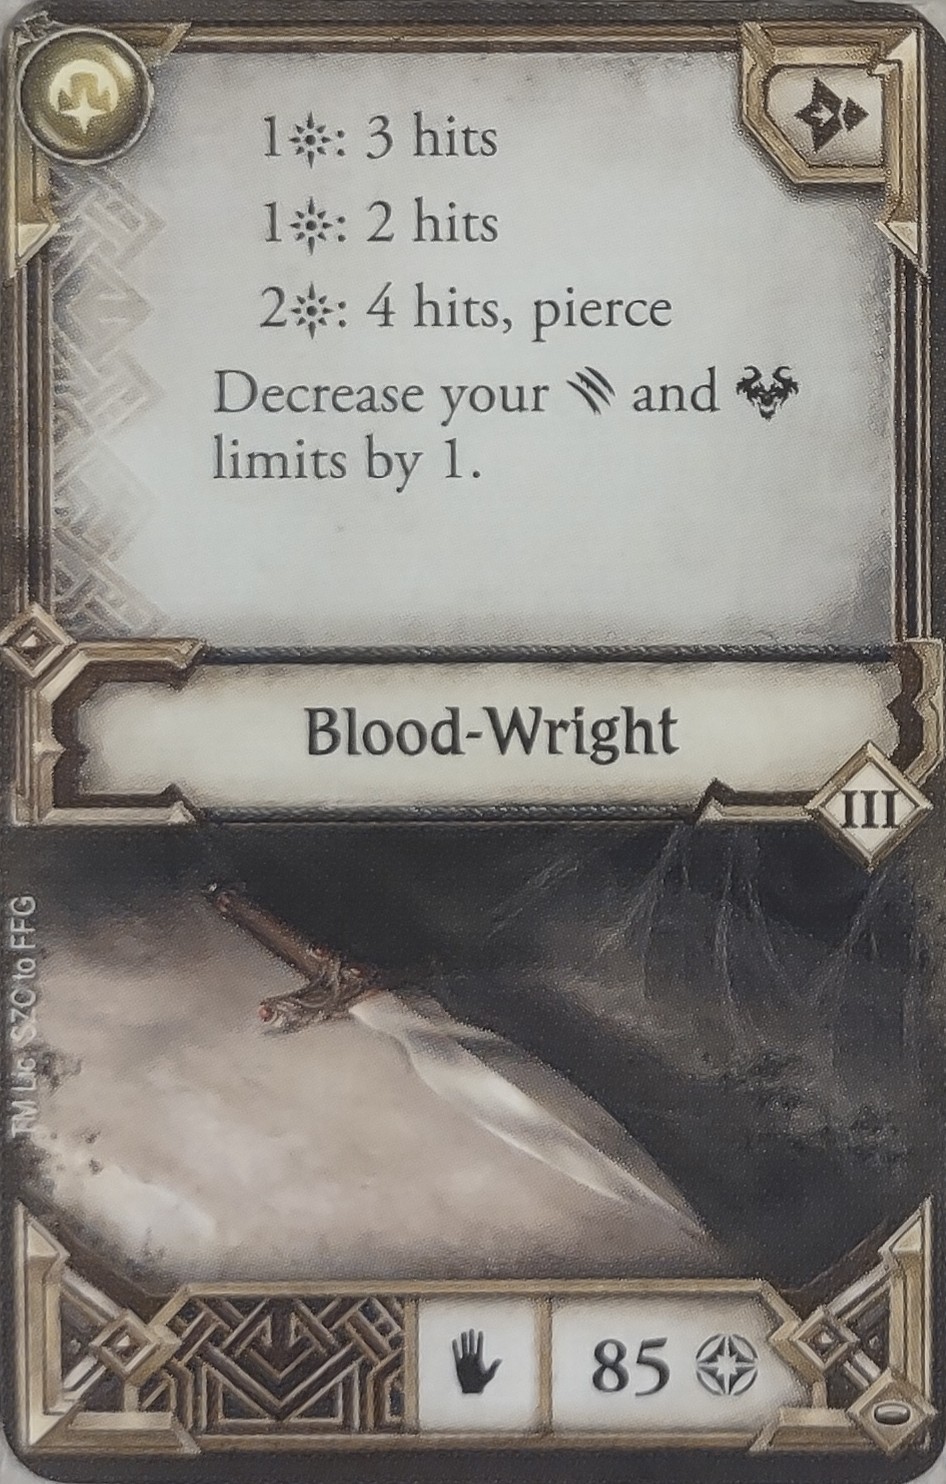 1: 3 hits
1: 2 hits
2: 4 hits, pierce
Decrease your and
limits by 1.
Blood-Wright
III
TM Lic. SZC to FFG
85